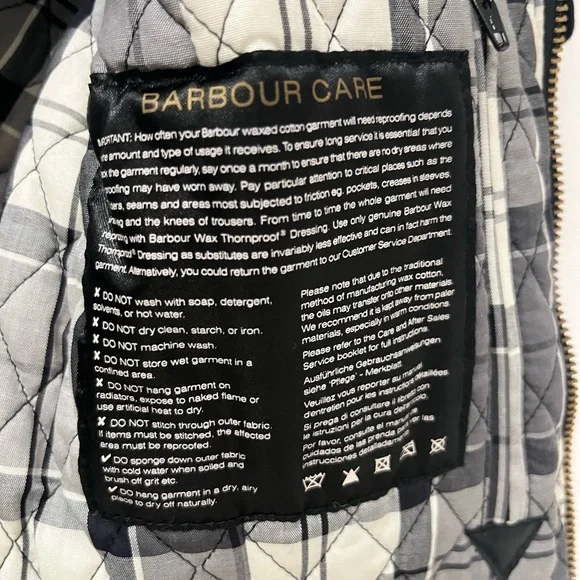 BARBOUR CARE
IMPORTANT: How often your Barbour waxed cotton garment will need reproofing depends
the amount and type of usage it receives. To ensure long service it is essential that you
the garment regularly, say once a month to ensure that there are no dry areas where
roofing may have worn away. Pay particular attention to critical places such as the
seams and areas most subjected to friction eg. pockets, creases in sleeves,
and the knees of trousers. From time to time the whole garment will need
reproofing with Barbour Wax Thornproof® Dressing. Use only genuine Barbour Wax
Thornproof® Dressing as substitutes are invariably less effective and can in fact harm the
garment. Alternatively, you could return the garment to our Customer Service Department.
✗ DO NOT wash with soap, detergent,
solvents, or hot water.
✗ DO NOT dry clean, starch, or iron.
✗ DO NOT machine wash.
✗ DO NOT store wet garment in a
confined area.
✗ DO NOT hang garment on
radiators, expose to naked flame or
use artificial heat to dry.
✗ DO NOT stitch through outer fabric.
If items must be stitched, the affected
area must be reproofed.
✓ DO sponge down outer fabric
with cold water when soiled and
brush off grit etc.
✓ DO hang garment in a dry, airy
place to dry off naturally.
Please note that due to the traditional
method of manufacturing wax cotton,
the oils may transfer onto other materials.
We recommend it is kept away from paler
materials, especially in warm conditions
Please refer to the Care and After Sales
Service booklet for full instructions.
Ausführliche Gebrauchsanweisungen
siehe 'Pflege' - Merkblatt.
Veuillez vous reporter au manuel
d'entretien pour les instructions détaillées
Si prega di consultare il libretto con
le istruzioni per la cura dell'articolo.
Por favor, consulte el manual de
cuidados de las prendas para
instrucciones detalladas